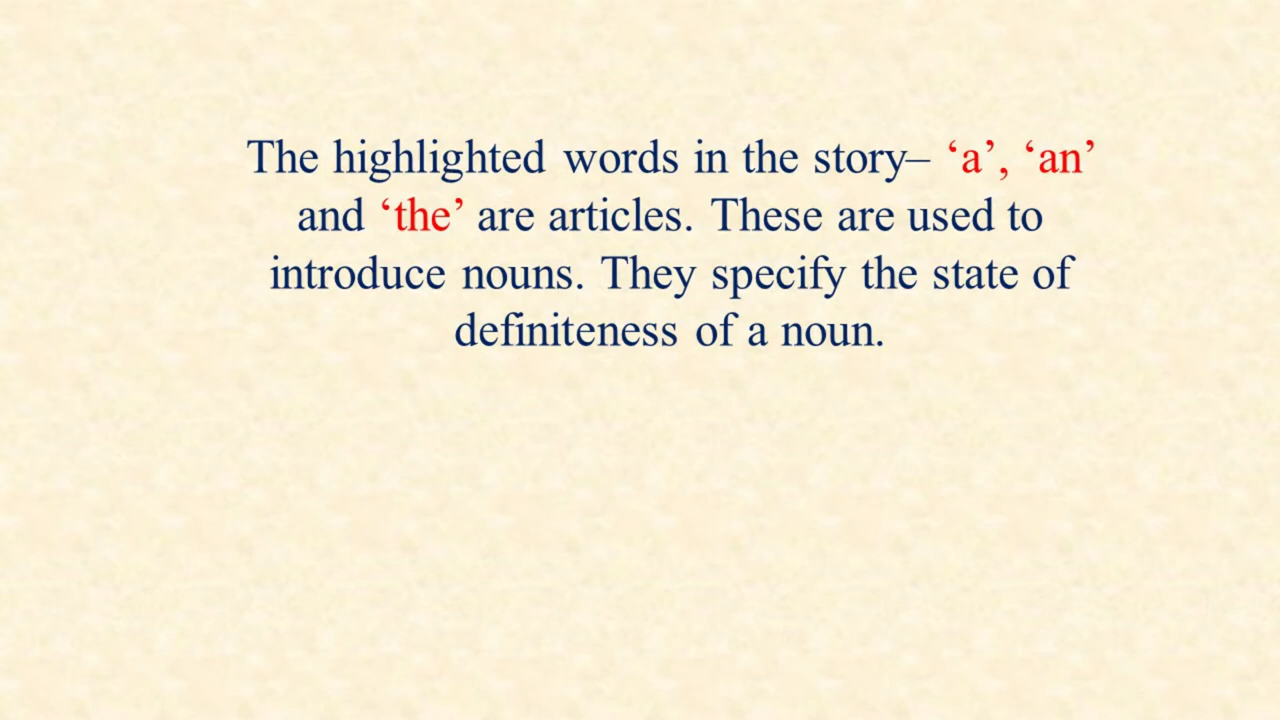 The highlighted words in the story– ‘a’, ‘an’
and ‘the’ are articles. These are used to
introduce nouns. They specify the state of
definiteness of a noun.